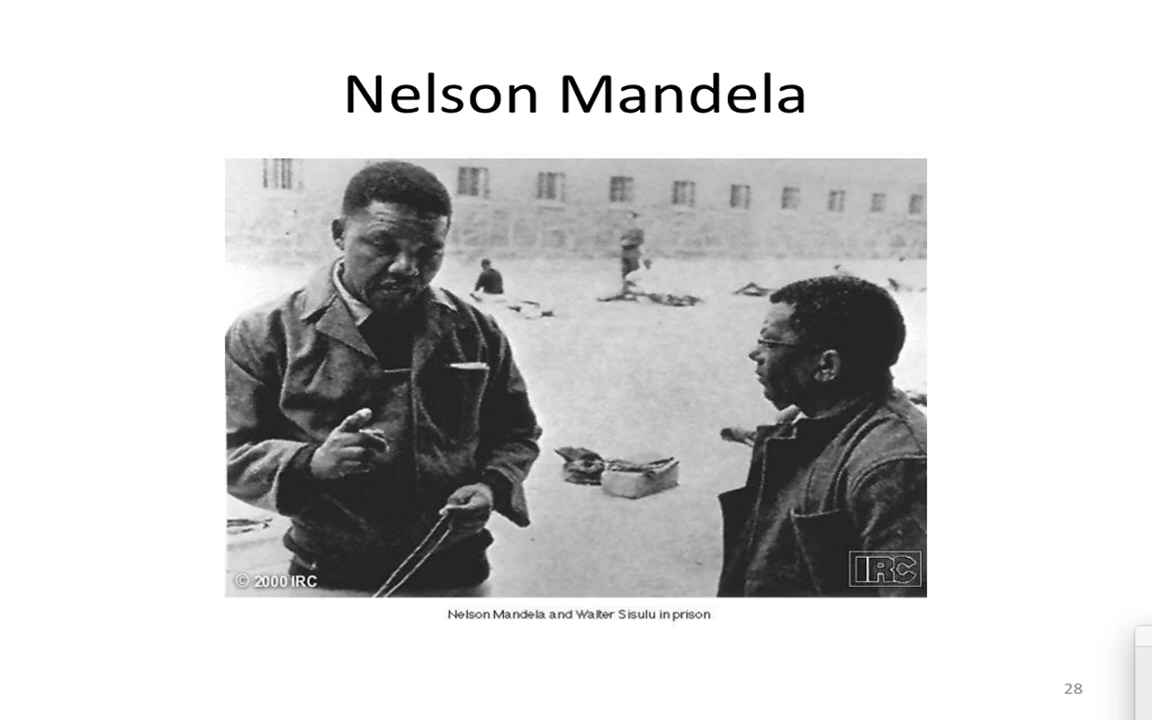 Nelson Mandela
© 2000 IRC
IRC
Nelson Mandela and Walter Sisulu in prison
28